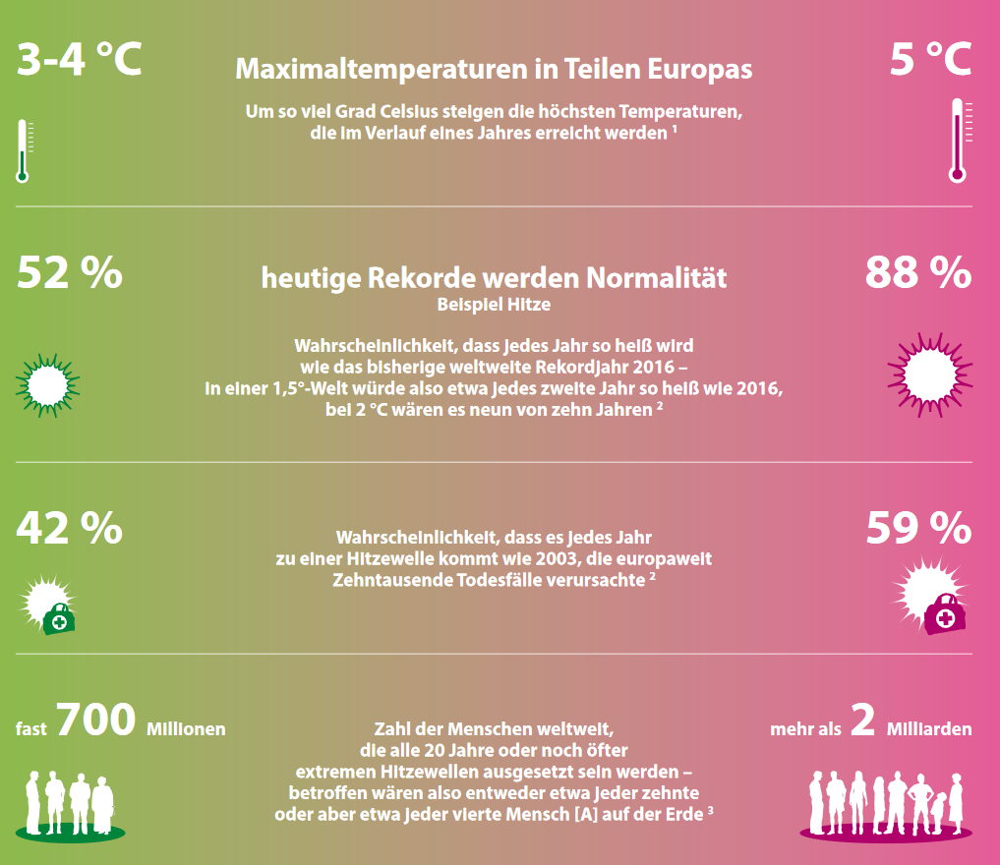 3-4 °C
Maximaltemperaturen in Teilen Europas
5 °C
Um so viel Grad Celsius steigen die höchsten Temperaturen,
die im Verlauf eines Jahres erreicht werden ¹
52 %
heutige Rekorde werden Normalität
88 %
Beispiel Hitze
Wahrscheinlichkeit, dass jedes Jahr so heiß wird
wie das bisherige weltweite Rekordjahr 2016 –
in einer 1,5°-Welt würde also etwa jedes zweite Jahr so heiß wie 2016,
bei 2 °C wären es neun von zehn Jahren ²
42 %
59 %
Wahrscheinlichkeit, dass es jedes Jahr
zu einer Hitzewelle kommt wie 2003, die europaweit
Zehntausende Todesfälle verursachte ²
fast 700 Millionen
mehr als 2 Milliarden
Zahl der Menschen weltweit,
die alle 20 Jahre oder noch öfter
extremen Hitzewellen ausgesetzt sein werden –
betroffen wären also entweder etwa jeder zehnte
oder aber etwa jeder vierte Mensch [A] auf der Erde ³